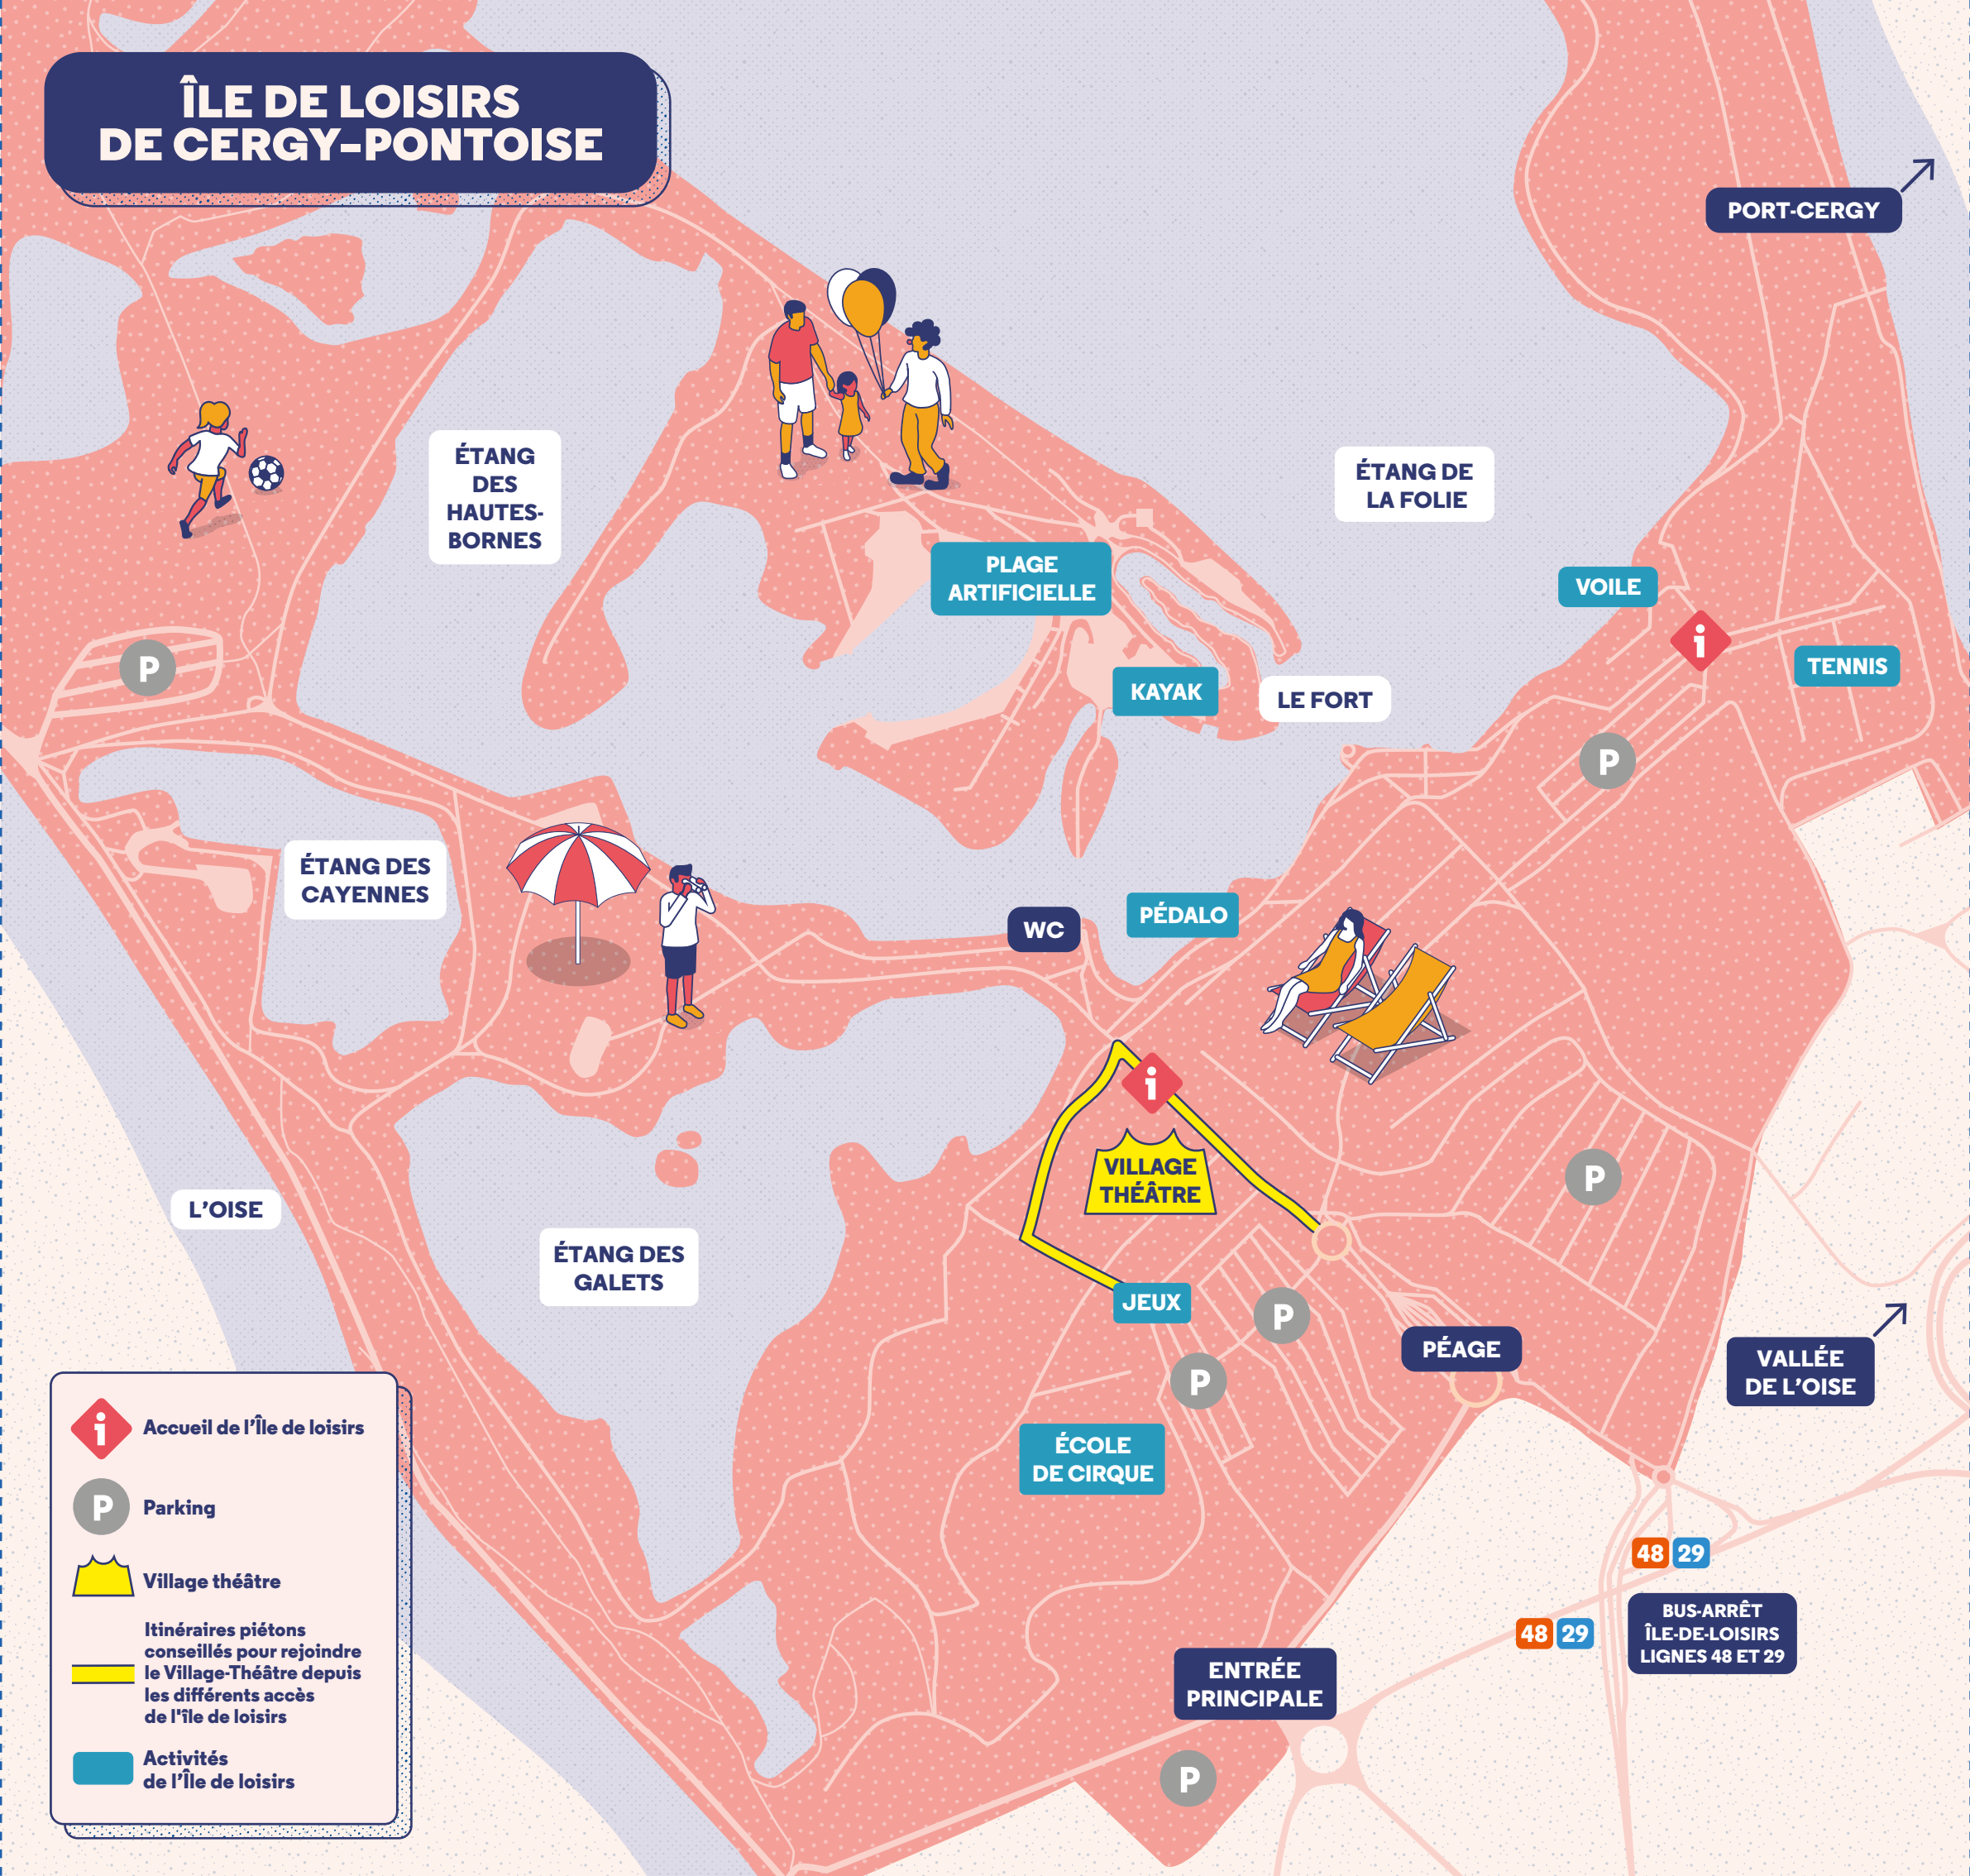 ÎLE DE LOISIRS
DE CERGY-PONTOISE
PORT-CERGY
ÉTANG
DES
HAUTES-
BORNES
ÉTANG DE
LA FOLIE
PLAGE
ARTIFICIELLE
VOILE
i
TENNIS
P
KAYAK
LE FORT
P
ÉTANG DES
CAYENNES
WC
PÉDALO
i
VILLAGE
THÉÂTRE
P
L'OISE
ÉTANG DES
GALETS
JEUX
P
PÉAGE
P
VALLÉE
DE L'OISE
ÉCOLE
DE CIRQUE
48 29
48 29
BUS-ARRÊT
ÎLE-DE-LOISIRS
LIGNES 48 ET 29
ENTRÉE
PRINCIPALE
P
i Accueil de l'Île de loisirs
P Parking
Village théâtre
Itinéraires piétons
conseillés pour rejoindre
le Village-Théâtre depuis
les différents accès
de l'île de loisirs
Activités
de l'Île de loisirs